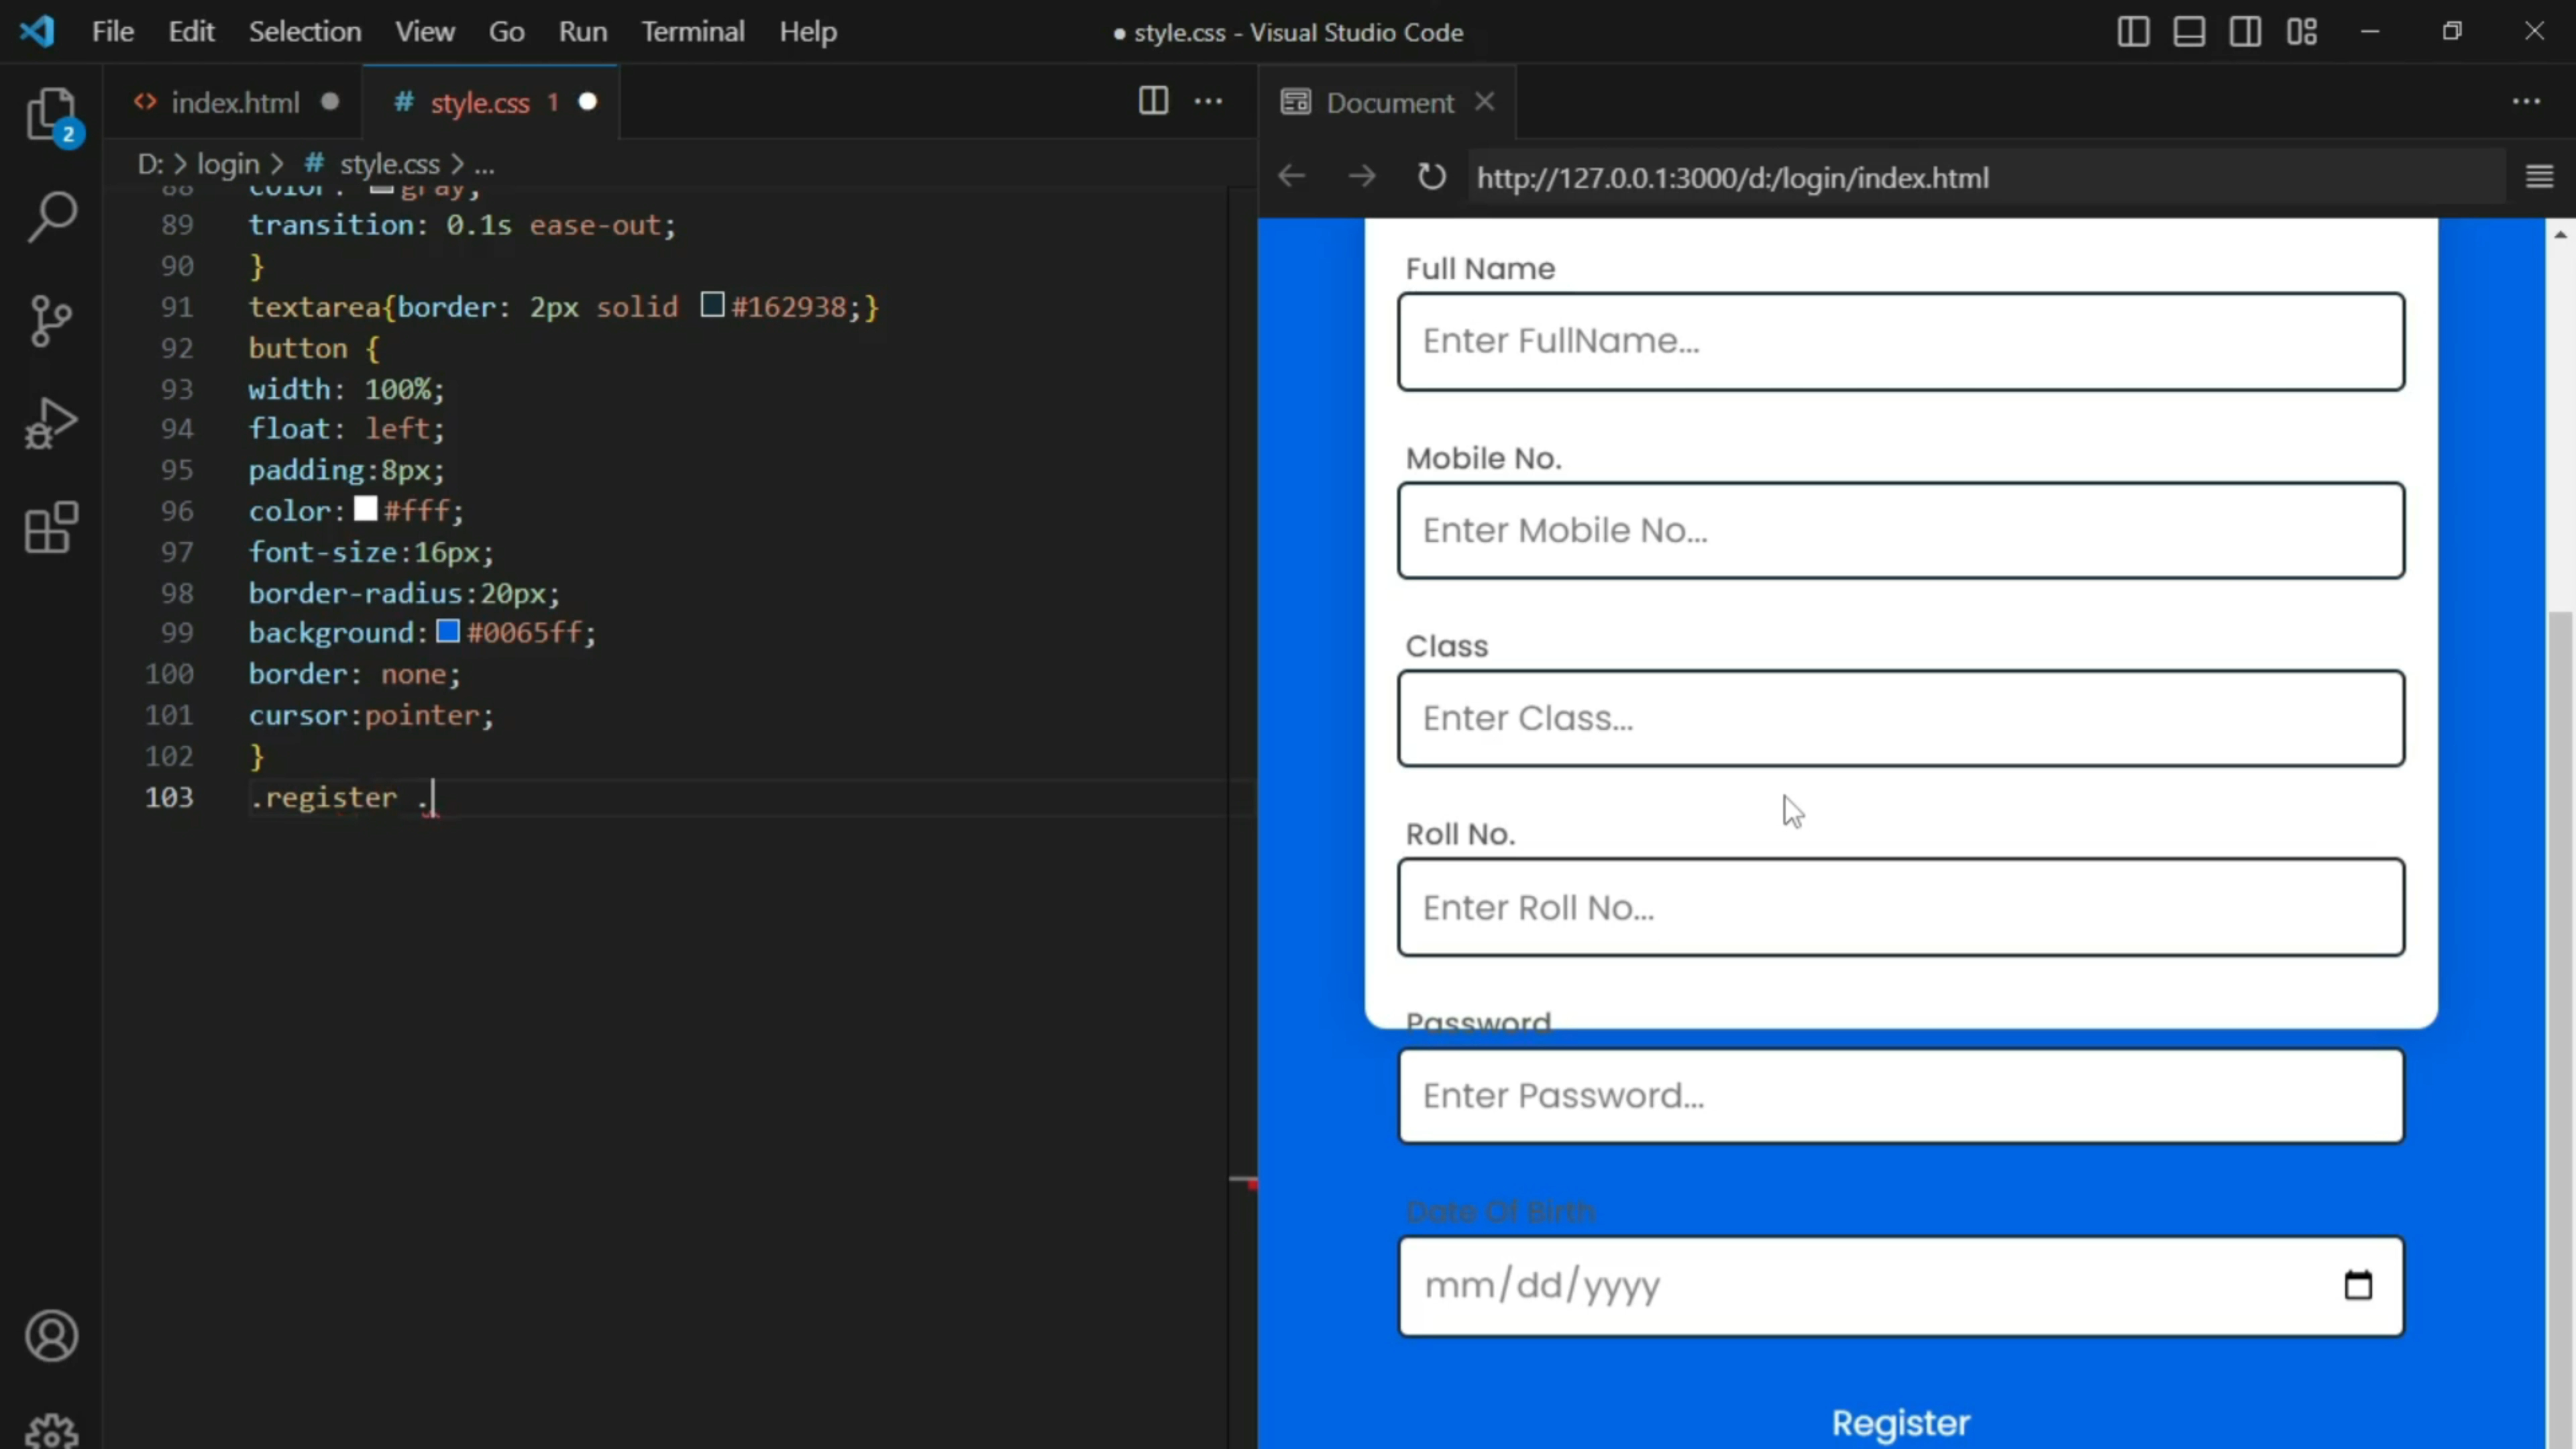 File Edit Selection View Go Run Terminal Help
● style.css - Visual Studio Code
index.html
# style.css 1
Document
2
D: > login > # style.css > ...
http://127.0.0.1:3000/d:/login/index.html
88 color: gray;
89 transition: 0.1s ease-out;
90 }
91 textarea{border: 2px solid #162938;}
92 button {
93 width: 100%;
94 float: left;
95 padding:8px;
96 color:#fff;
97 font-size:16px;
98 border-radius:20px;
99 background:#0065ff;
100 border: none;
101 cursor:pointer;
102 }
103 .register .
Full Name
Enter FullName...
Mobile No.
Enter Mobile No...
Class
Enter Class...
Roll No.
Enter Roll No...
Password
Enter Password...
Date Of Birth
mm/dd/yyyy
Register